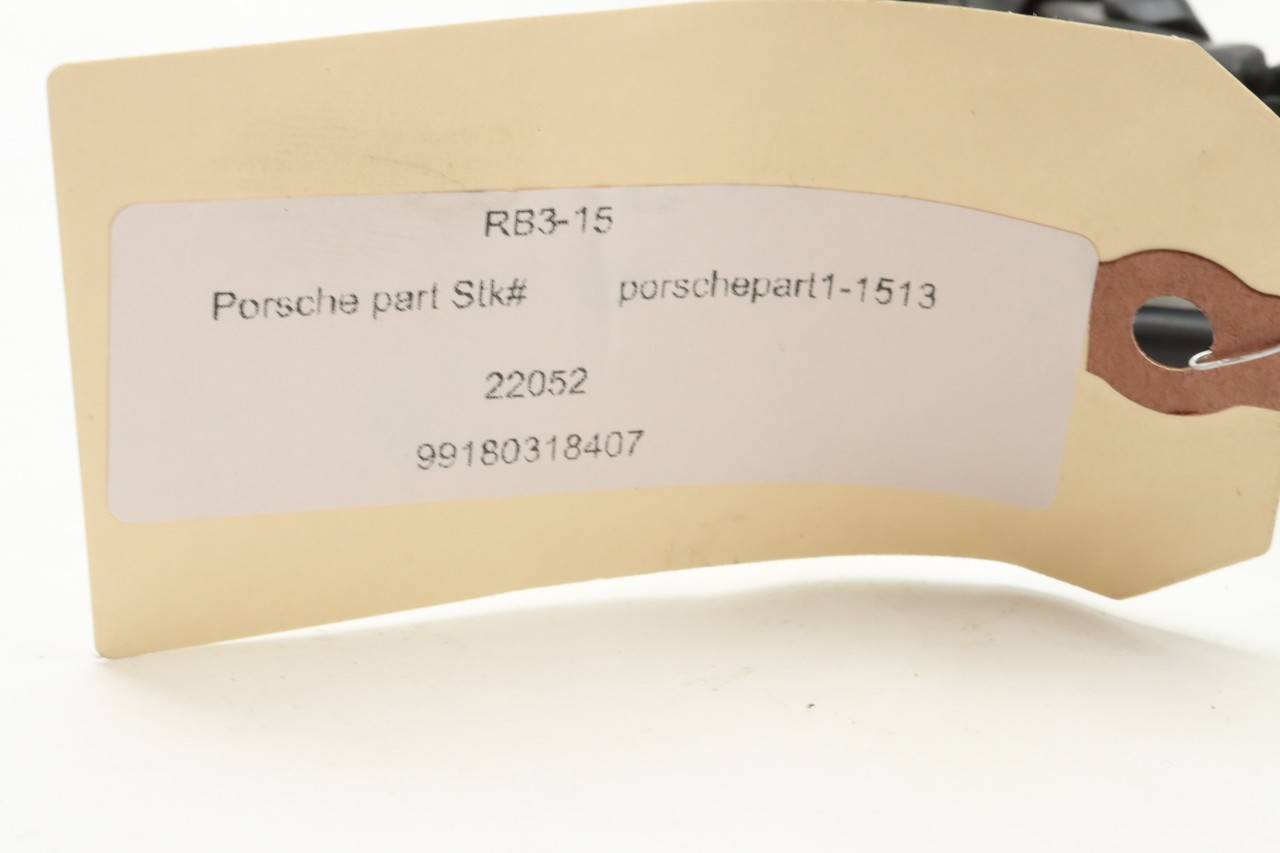 RB3-15
Porsche part Stk# porschepart1-1513
22052
99180318407